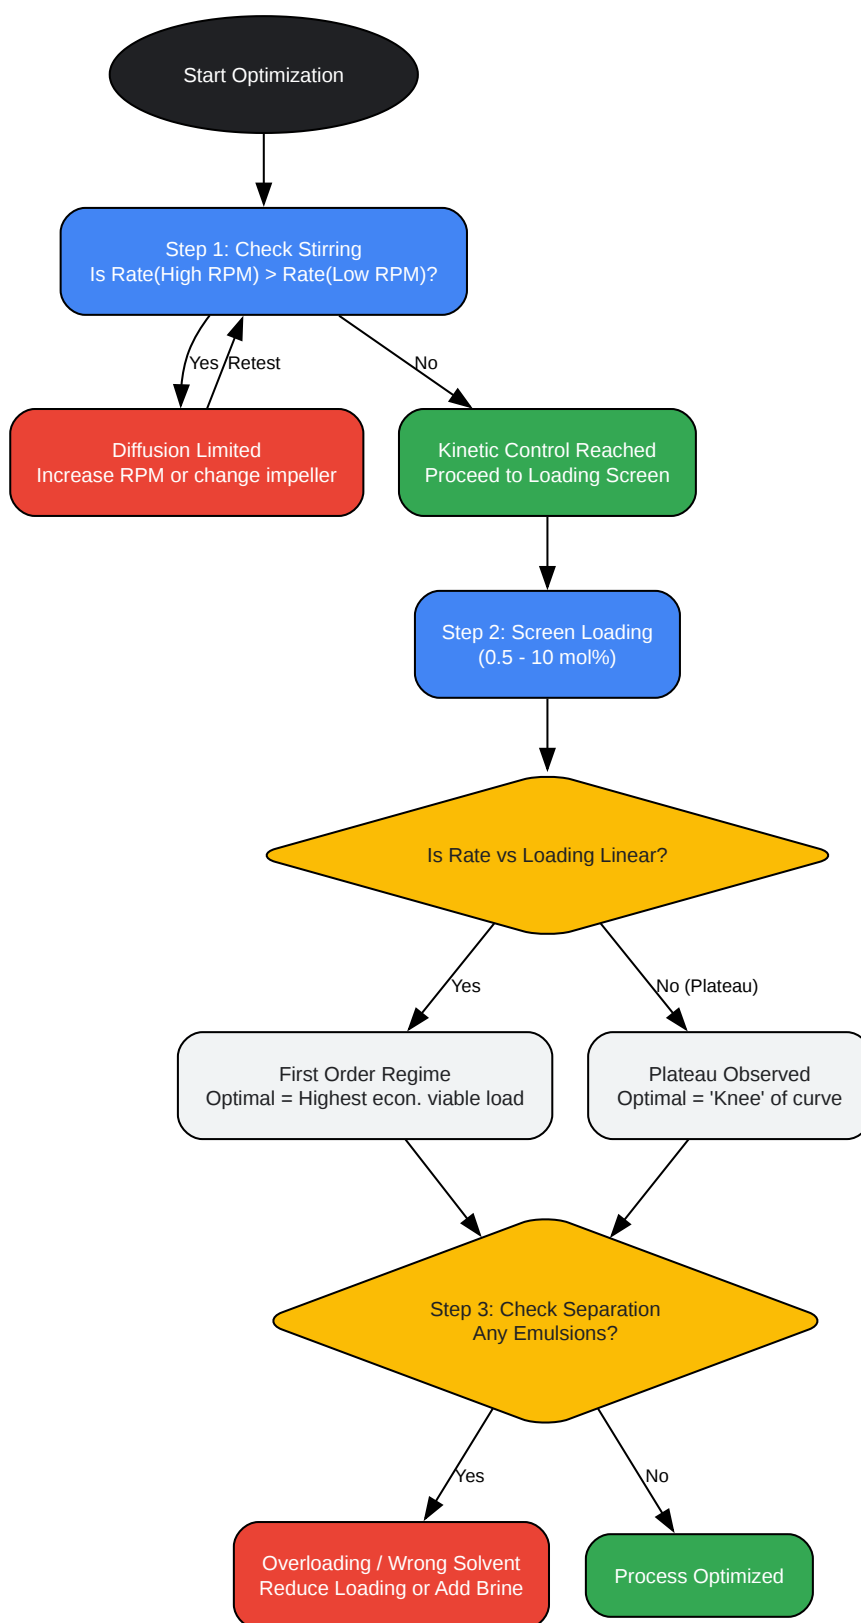 Start Optimization
Step 1: Check Stirring
Is Rate(High RPM) > Rate(Low RPM)?
Yes
Retest
No
Diffusion Limited
Increase RPM or change impeller
Kinetic Control Reached
Proceed to Loading Screen
Step 2: Screen Loading
(0.5 - 10 mol%)
Is Rate vs Loading Linear?
Yes
No (Plateau)
First Order Regime
Optimal = Highest econ. viable load
Plateau Observed
Optimal = 'Knee' of curve
Step 3: Check Separation
Any Emulsions?
Yes
No
Overloading / Wrong Solvent
Reduce Loading or Add Brine
Process Optimized